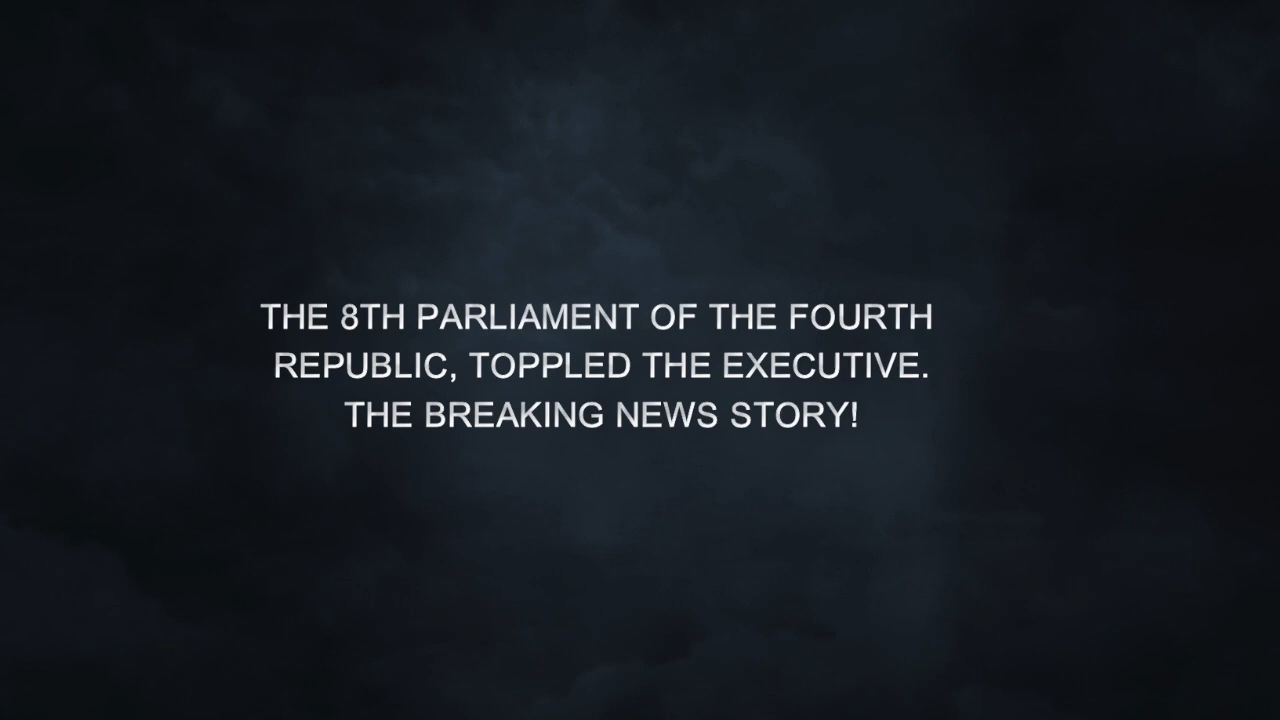 THE 8TH PARLIAMENT OF THE FOURTH
REPUBLIC, TOPPLED THE EXECUTIVE.
THE BREAKING NEWS STORY!